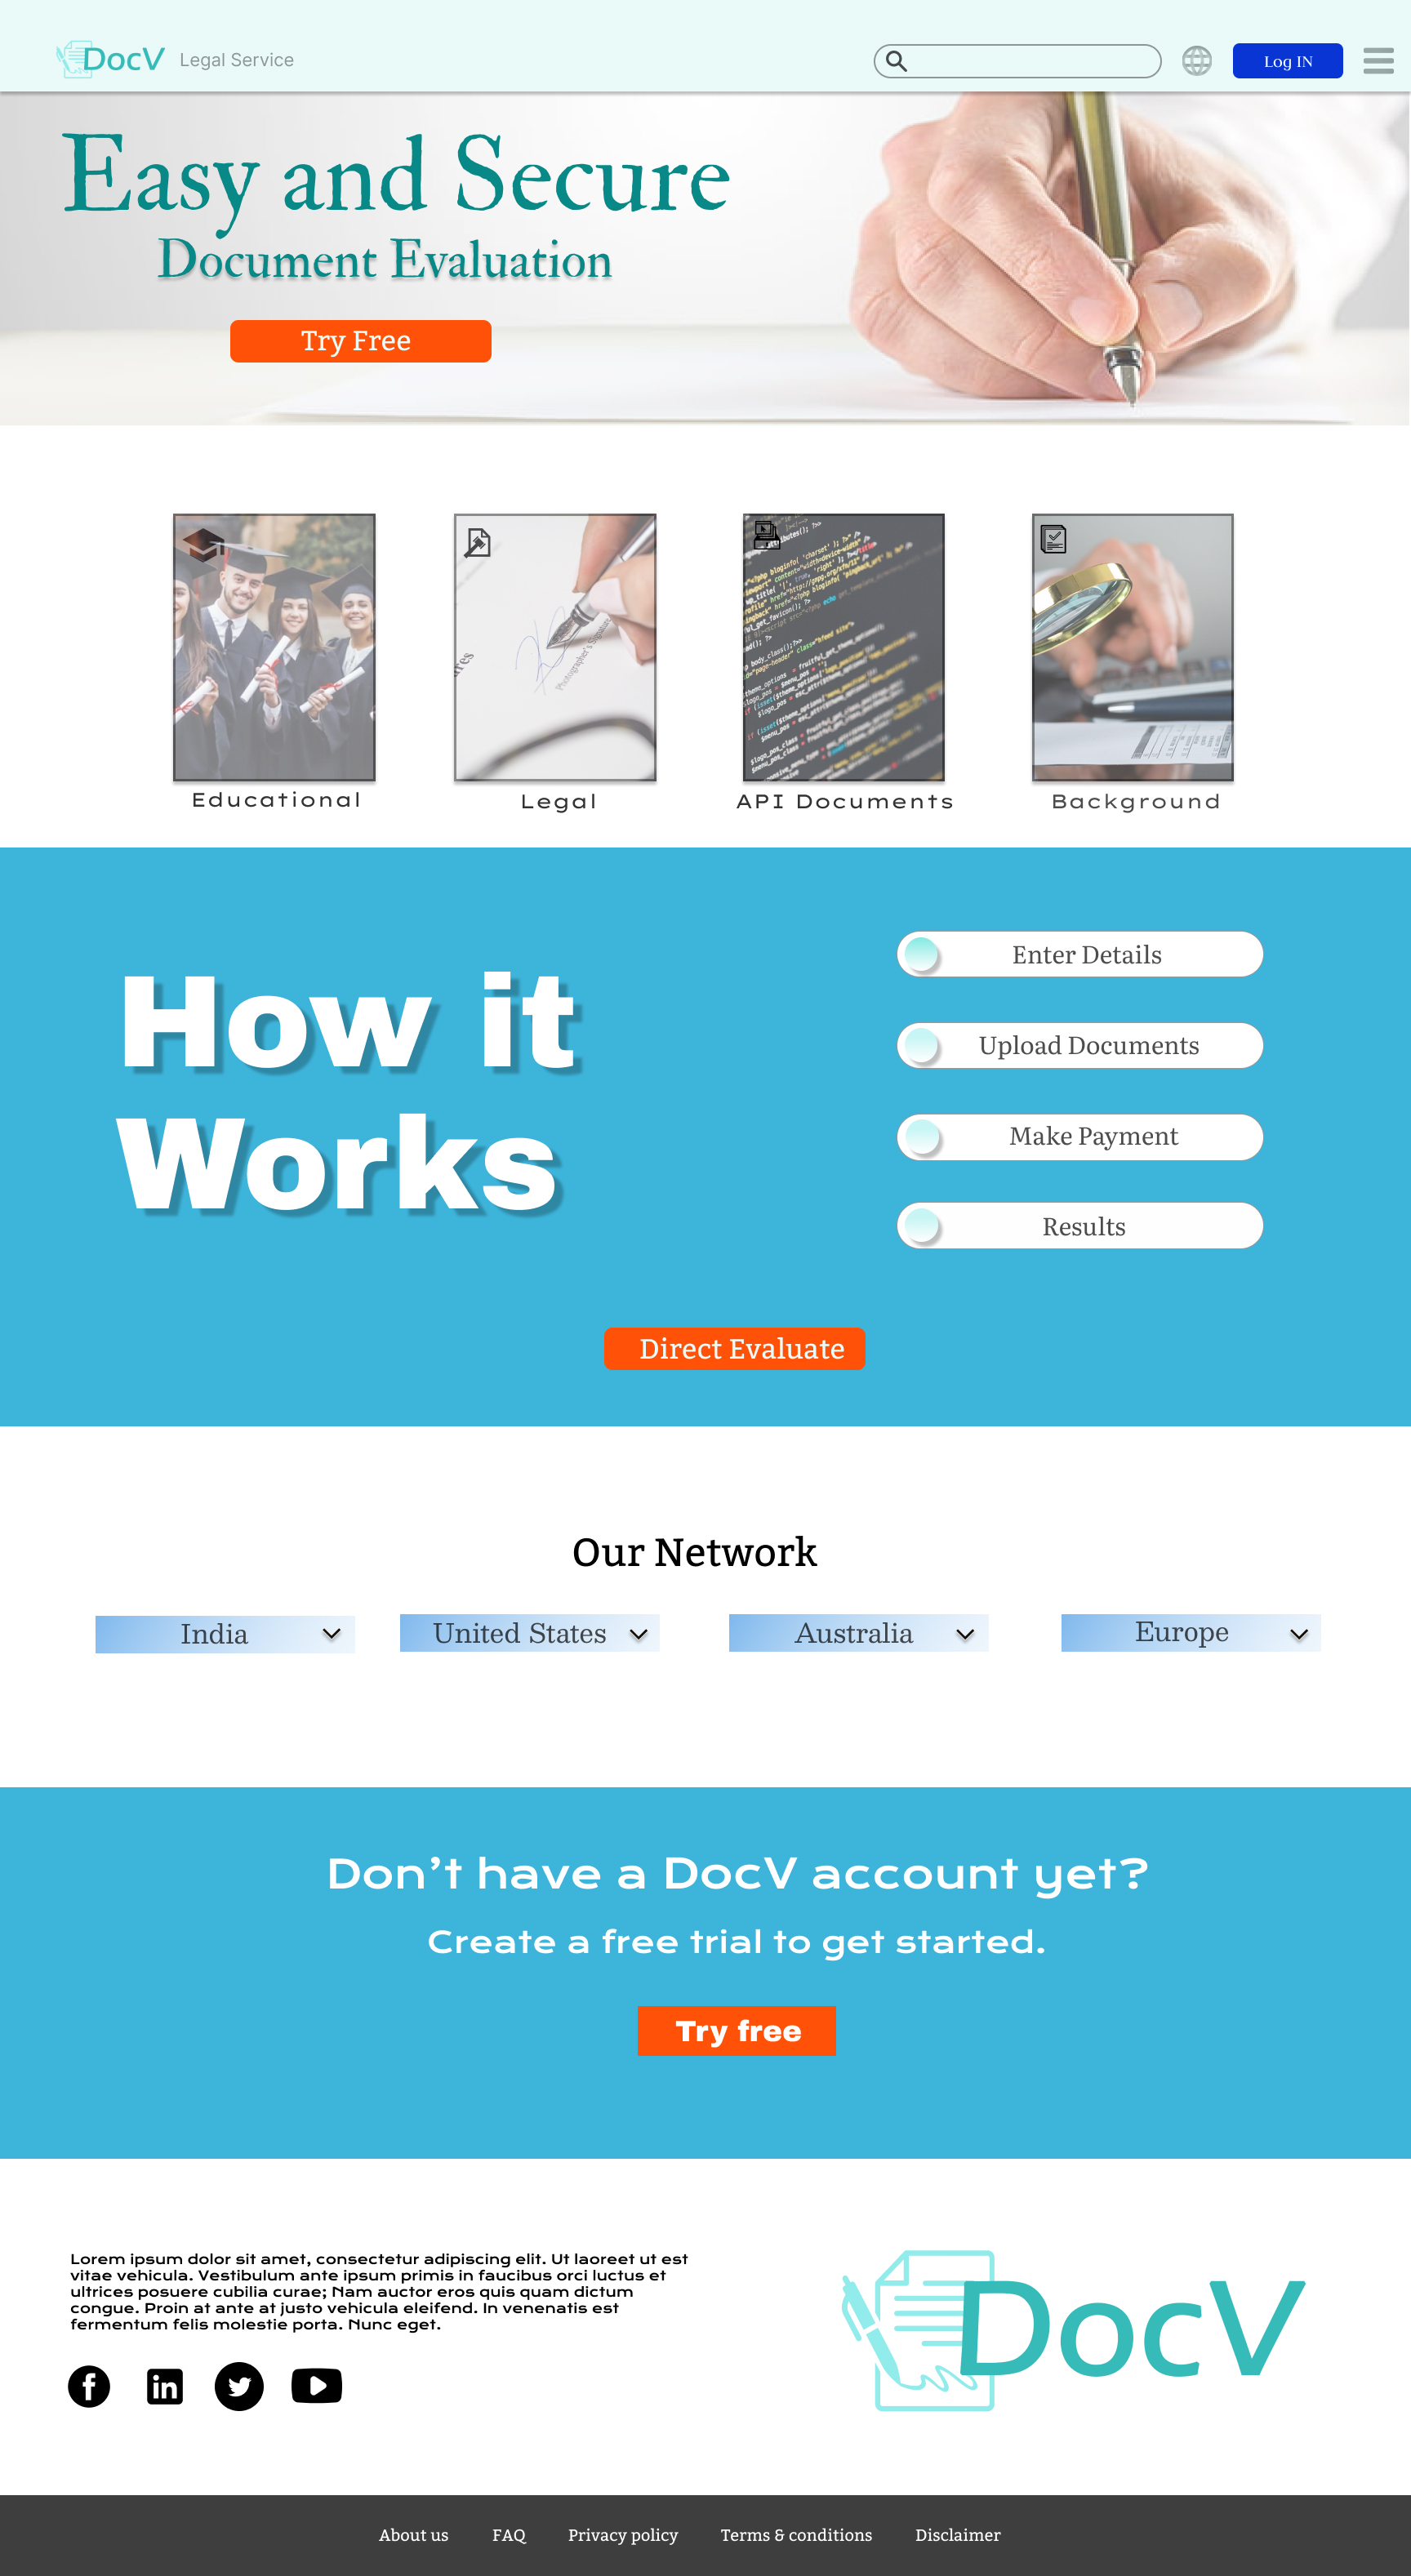 DocV Legal Service
Log IN
Easy and Secure
Document Evaluation
Try Free
Photographer's Signature
Educational
Legal
API Documents
Background
How it
Works
Enter Details
Upload Documents
Make Payment
Results
Direct Evaluate
Our Network
India
United States
Australia
Europe
Don’t have a DocV account yet?
Create a free trial to get started.
Try free
Lorem ipsum dolor sit amet, consectetur adipiscing elit. Ut laoreet ut est
vitae vehicula. Vestibulum ante ipsum primis in faucibus orci luctus et
ultrices posuere cubilia curae; Nam auctor eros quis quam dictum
congue. Proin at ante at justo vehicula eleifend. In venenatis est
fermentum felis molestie porta. Nunc eget.
DocV
About us FAQ Privacy policy Terms & conditions Disclaimer